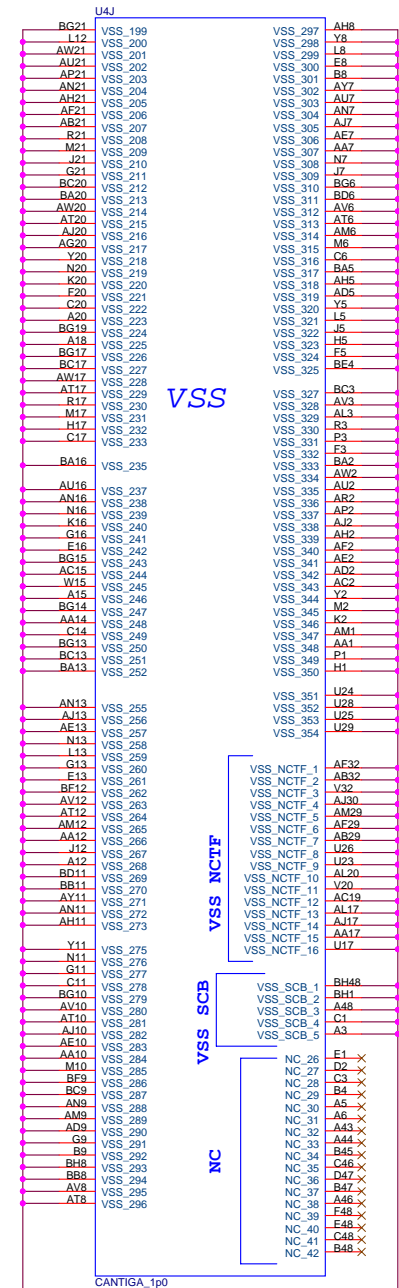 U4J
BG21 VSS_199
L12 VSS_200
AW21 VSS_201
AU21 VSS_202
AP21 VSS_203
AN21 VSS_204
AH21 VSS_205
AF21 VSS_206
AB21 VSS_207
R21 VSS_208
M21 VSS_209
J21 VSS_210
G21 VSS_211
BC20 VSS_212
BA20 VSS_213
AW20 VSS_214
AT20 VSS_215
AJ20 VSS_216
AG20 VSS_217
Y20 VSS_218
N20 VSS_219
K20 VSS_220
F20 VSS_221
C20 VSS_222
A20 VSS_223
BG19 VSS_224
A18 VSS_225
BG17 VSS_226
BC17 VSS_227
AW17 VSS_228
AT17 VSS_229
R17 VSS_230
M17 VSS_231
H17 VSS_232
C17 VSS_233
BA16 VSS_235
AU16 VSS_237
AN16 VSS_238
N16 VSS_239
K16 VSS_240
G16 VSS_241
E16 VSS_242
BG15 VSS_243
AC15 VSS_244
W15 VSS_245
A15 VSS_246
BG14 VSS_247
AA14 VSS_248
C14 VSS_249
BG13 VSS_250
BC13 VSS_251
BA13 VSS_252
AN13 VSS_255
AJ13 VSS_256
AE13 VSS_257
N13 VSS_258
L13 VSS_259
G13 VSS_260
E13 VSS_261
BF12 VSS_262
AV12 VSS_263
AT12 VSS_264
AM12 VSS_265
AA12 VSS_266
J12 VSS_267
A12 VSS_268
BD11 VSS_269
BB11 VSS_270
AY11 VSS_271
AN11 VSS_272
AH11 VSS_273
Y11 VSS_275
N11 VSS_276
G11 VSS_277
C11 VSS_278
BG10 VSS_279
AV10 VSS_280
AT10 VSS_281
AJ10 VSS_282
AE10 VSS_283
AA10 VSS_284
M10 VSS_285
BF9 VSS_286
BC9 VSS_287
AN9 VSS_288
AM9 VSS_289
AD9 VSS_290
G9 VSS_291
B9 VSS_292
BH8 VSS_293
BB8 VSS_294
AV8 VSS_295
AT8 VSS_296
VSS
VSS_297 AH8
VSS_298 Y8
VSS_299 L8
VSS_300 E8
VSS_301 B8
VSS_302 AY7
VSS_303 AU7
VSS_304 AN7
VSS_305 AJ7
VSS_306 AE7
VSS_307 AA7
VSS_308 N7
VSS_309 J7
VSS_310 BG6
VSS_311 BD6
VSS_312 AV6
VSS_313 AT6
VSS_314 AM6
VSS_315 M6
VSS_316 C6
VSS_317 BA5
VSS_318 AH5
VSS_319 AD5
VSS_320 Y5
VSS_321 L5
VSS_322 J5
VSS_323 H5
VSS_324 F5
VSS_325 BE4
VSS_327 BC3
VSS_328 AV3
VSS_329 AL3
VSS_330 R3
VSS_331 P3
VSS_332 F3
VSS_333 BA2
VSS_334 AW2
VSS_335 AU2
VSS_336 AR2
VSS_337 AP2
VSS_338 AJ2
VSS_339 AH2
VSS_340 AF2
VSS_341 AE2
VSS_342 AD2
VSS_343 AC2
VSS_344 Y2
VSS_345 M2
VSS_346 K2
VSS_347 AM1
VSS_348 AA1
VSS_349 P1
VSS_350 H1
VSS_351 U24
VSS_352 U28
VSS_353 U25
VSS_354 U29
VSS NCTF
VSS_NCTF_1 AF32
VSS_NCTF_2 AB32
VSS_NCTF_3 V32
VSS_NCTF_4 AJ30
VSS_NCTF_5 AM29
VSS_NCTF_6 AF29
VSS_NCTF_7 AB29
VSS_NCTF_8 U26
VSS_NCTF_9 U23
VSS_NCTF_10 AL20
VSS_NCTF_11 V20
VSS_NCTF_12 AC19
VSS_NCTF_13 AL17
VSS_NCTF_14 AJ17
VSS_NCTF_15 AA17
VSS_NCTF_16 U17
VSS SCB
VSS_SCB_1 BH48
VSS_SCB_2 BH1
VSS_SCB_3 A48
VSS_SCB_4 C1
VSS_SCB_5 A3
NC
NC_26 E1
NC_27 D2
NC_28 C3
NC_29 B4
NC_30 A5
NC_31 A6
NC_32 A43
NC_33 A44
NC_34 B45
NC_35 C46
NC_36 D47
NC_37 B47
NC_38 A46
NC_39 F48
NC_40 E48
NC_41 C48
NC_42 B48
CANTIGA_1p0